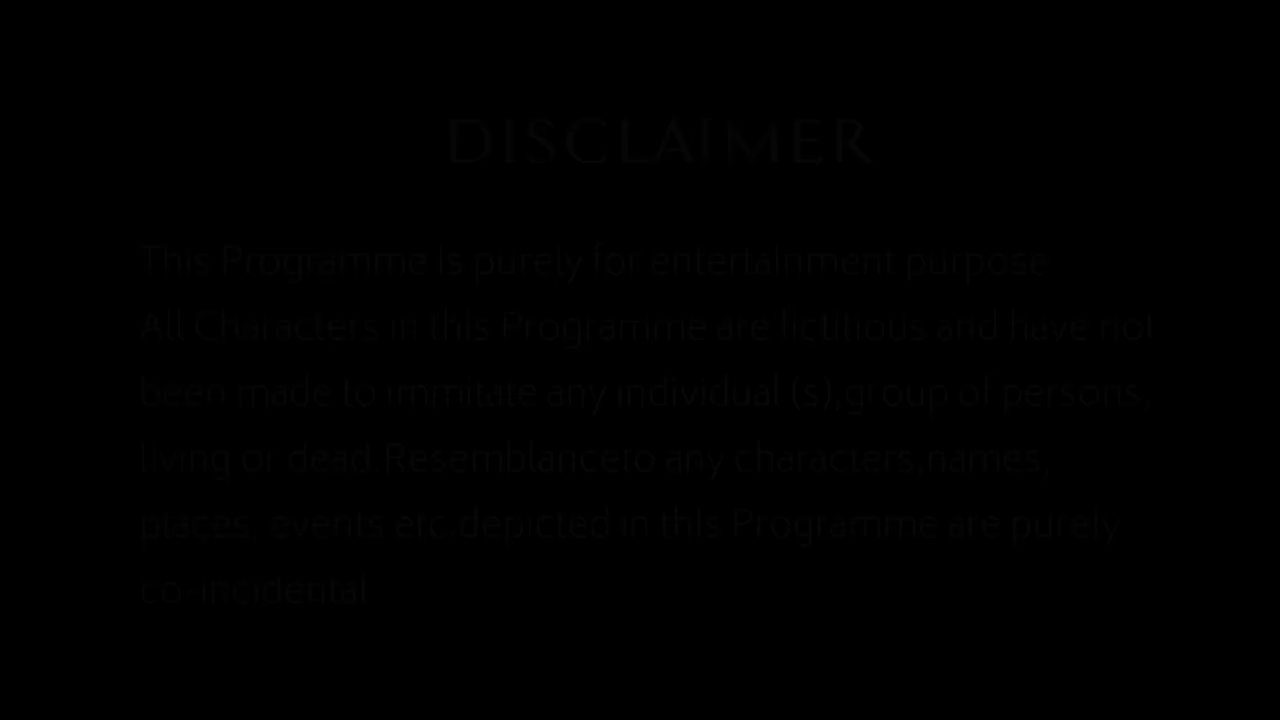 DISCLAIMER
This Programme is purely for entertainment purpose
All Characters in this Programme are fictitious and have not
been made to immitate any individual (s),group of persons,
living or dead.Resemblance to any characters,names,
places, events etc.depicted in this Programme are purely
co-incidental